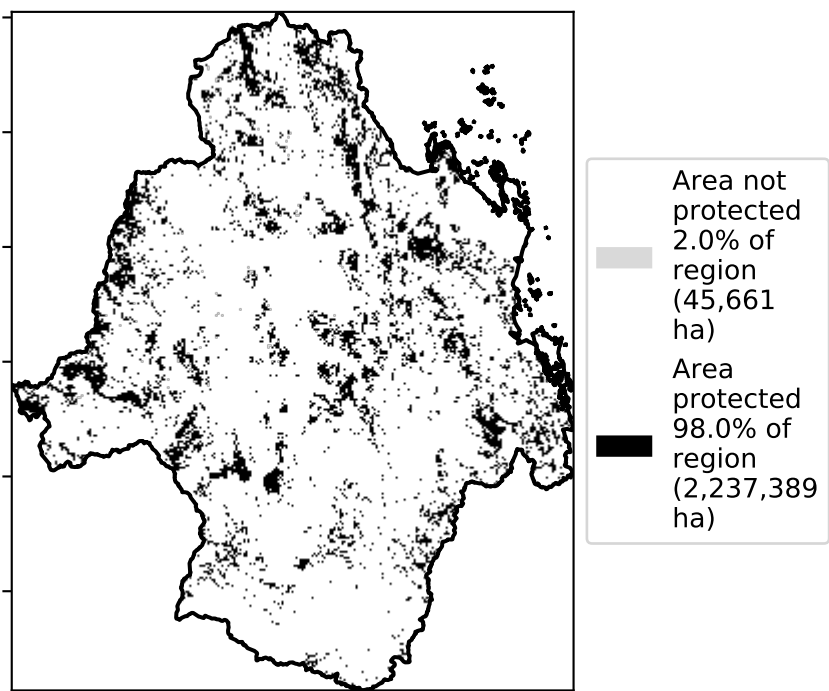 Area not
protected
2.0% of
region
(45,661
ha)
Area
protected
98.0% of
region
(2,237,389
ha)